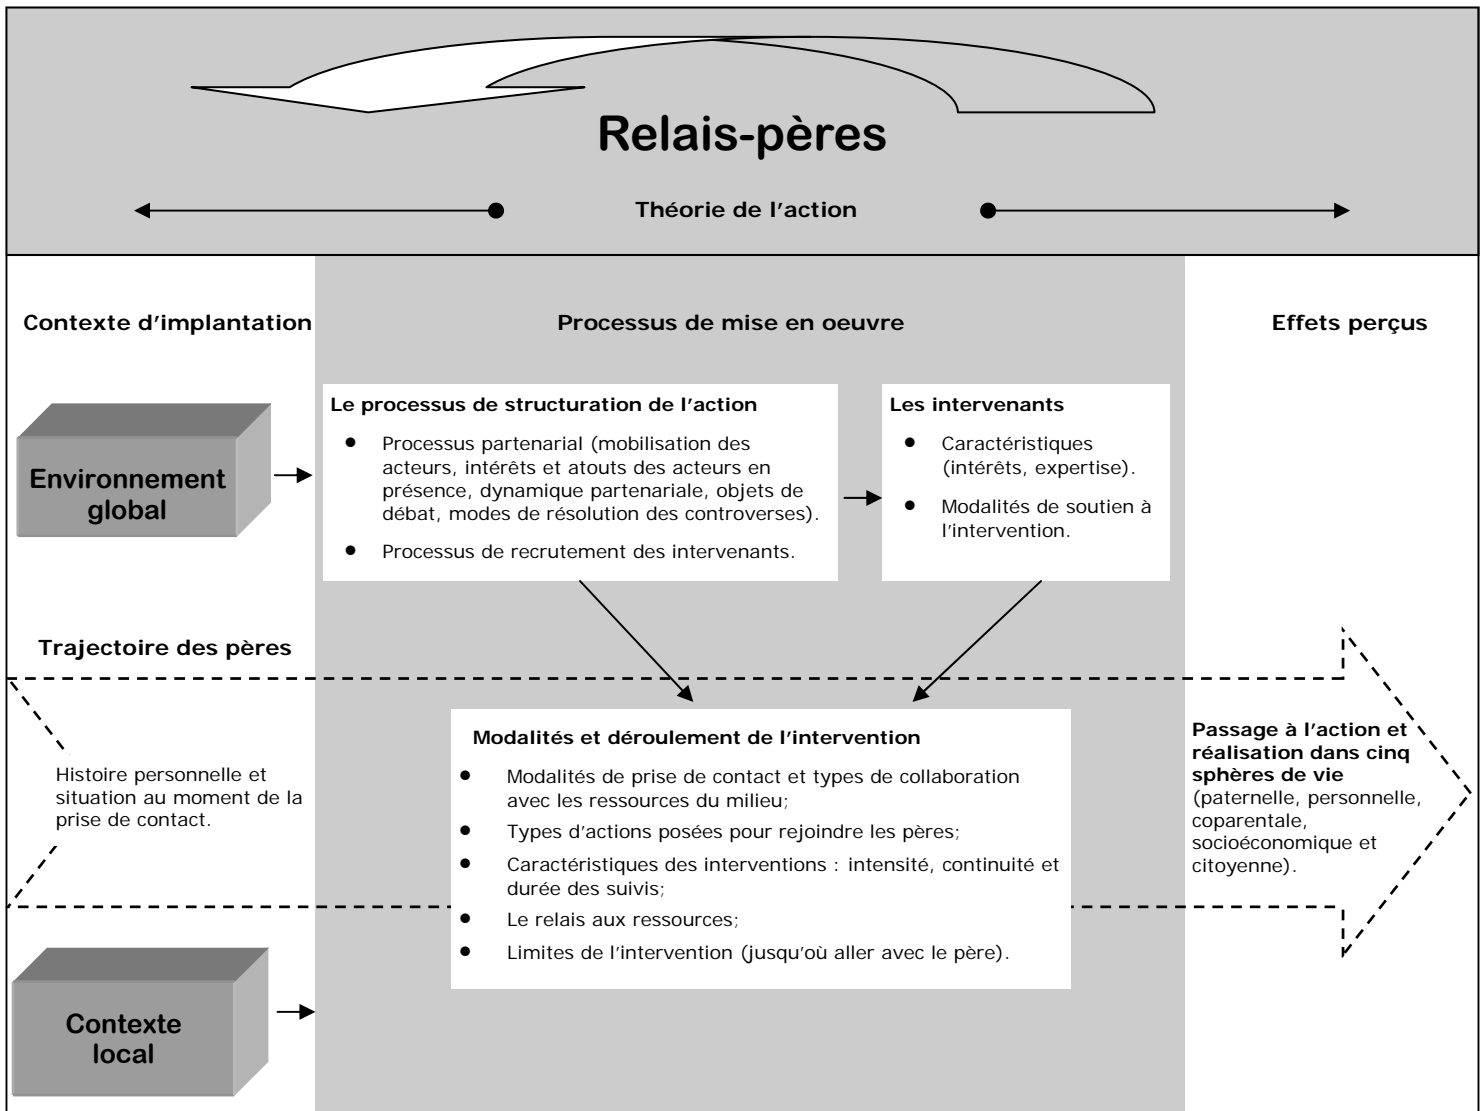 Relais-pères
Théorie de l'action
Contexte d'implantation
Processus de mise en oeuvre
Effets perçus
Environnement
global
Le processus de structuration de l'action
● Processus partenarial (mobilisation des
acteurs, intérêts et atouts des acteurs en
présence, dynamique partenariale, objets de
débat, modes de résolution des controverses).
● Processus de recrutement des intervenants.
Les intervenants
● Caractéristiques
(intérêts, expertise).
● Modalités de soutien à
l'intervention.
Trajectoire des pères
Histoire personnelle et
situation au moment de la
prise de contact.
Modalités et déroulement de l'intervention
● Modalités de prise de contact et types de collaboration
avec les ressources du milieu;
● Types d'actions posées pour rejoindre les pères;
● Caractéristiques des interventions : intensité, continuité et
durée des suivis;
● Le relais aux ressources;
● Limites de l'intervention (jusqu'où aller avec le père).
Passage à l'action et
réalisation dans cinq
sphères de vie
(paternelle, personnelle,
coparentale,
socioéconomique et
citoyenne).
Contexte
local